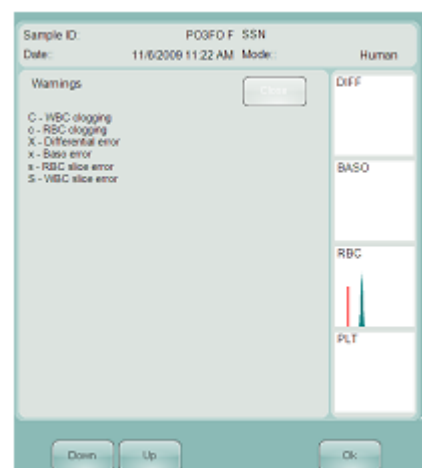 Sample ID: PO3FO F SSN
Date: 11/6/2009 11:22 AM Mode: Human
Warnings
Close
C - WBC clogging
c - RBC clogging
X - Differential error
x - Baso error
s - RBC slice error
S - WBC slice error
DIFF
BASO
RBC
PLT
Down
Up
Ok